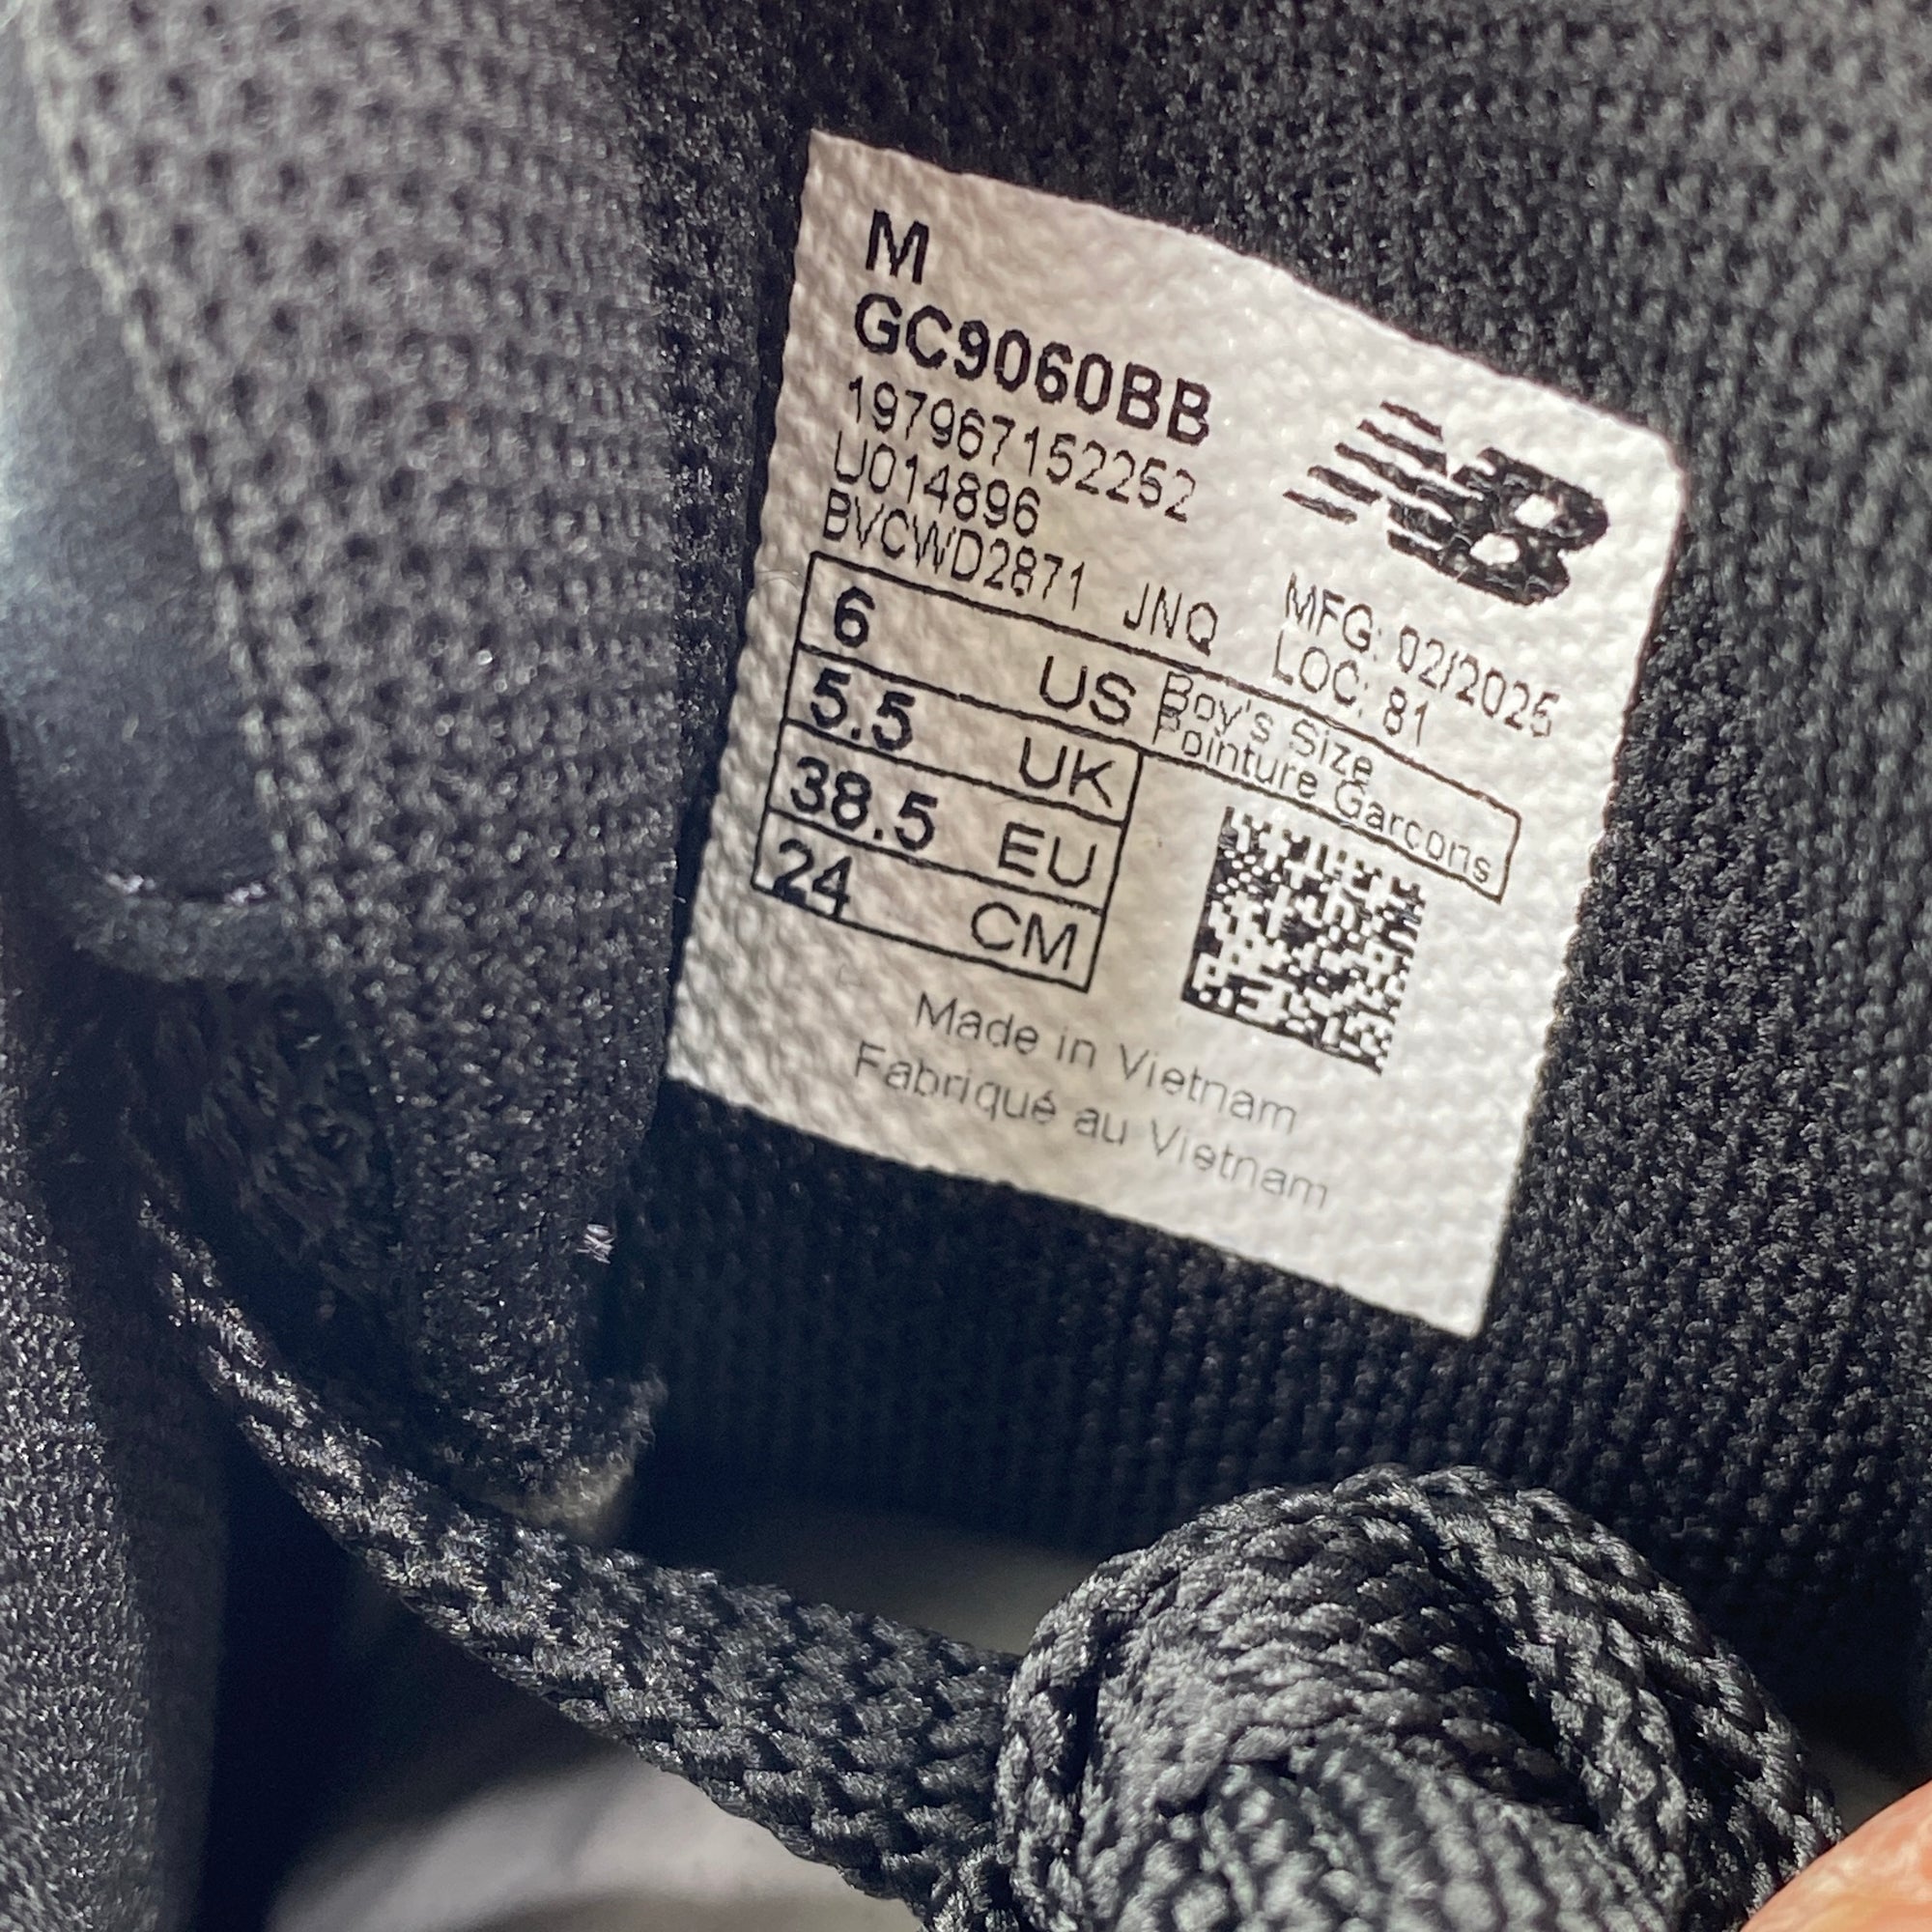 M
GC9060BB
197967152252
U014896
BVCWD2871 JNQ
NB
MFG: 02/2025
LOC: 81
6 US
Boy's Size
Pointure Garcons
5.5 UK
38.5 EU
24 CM
Made in Vietnam
Fabriqué au Vietnam